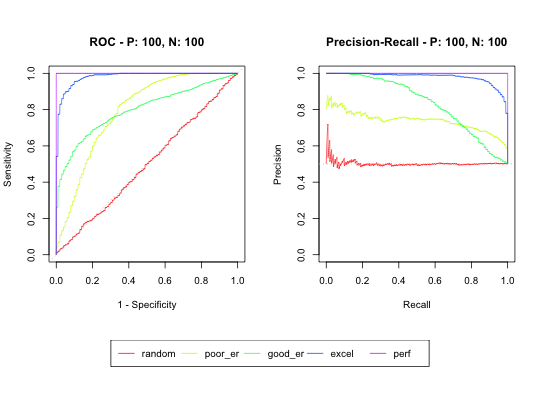 ROC - P: 100, N: 100
Precision-Recall - P: 100, N: 100
Sensitivity
1.0
0.8
0.6
0.4
0.2
0.0
0.0 0.2 0.4 0.6 0.8 1.0
1 - Specificity
Precision
1.0
0.8
0.6
0.4
0.2
0.0
0.0 0.2 0.4 0.6 0.8 1.0
Recall
random poor_er good_er excel perf